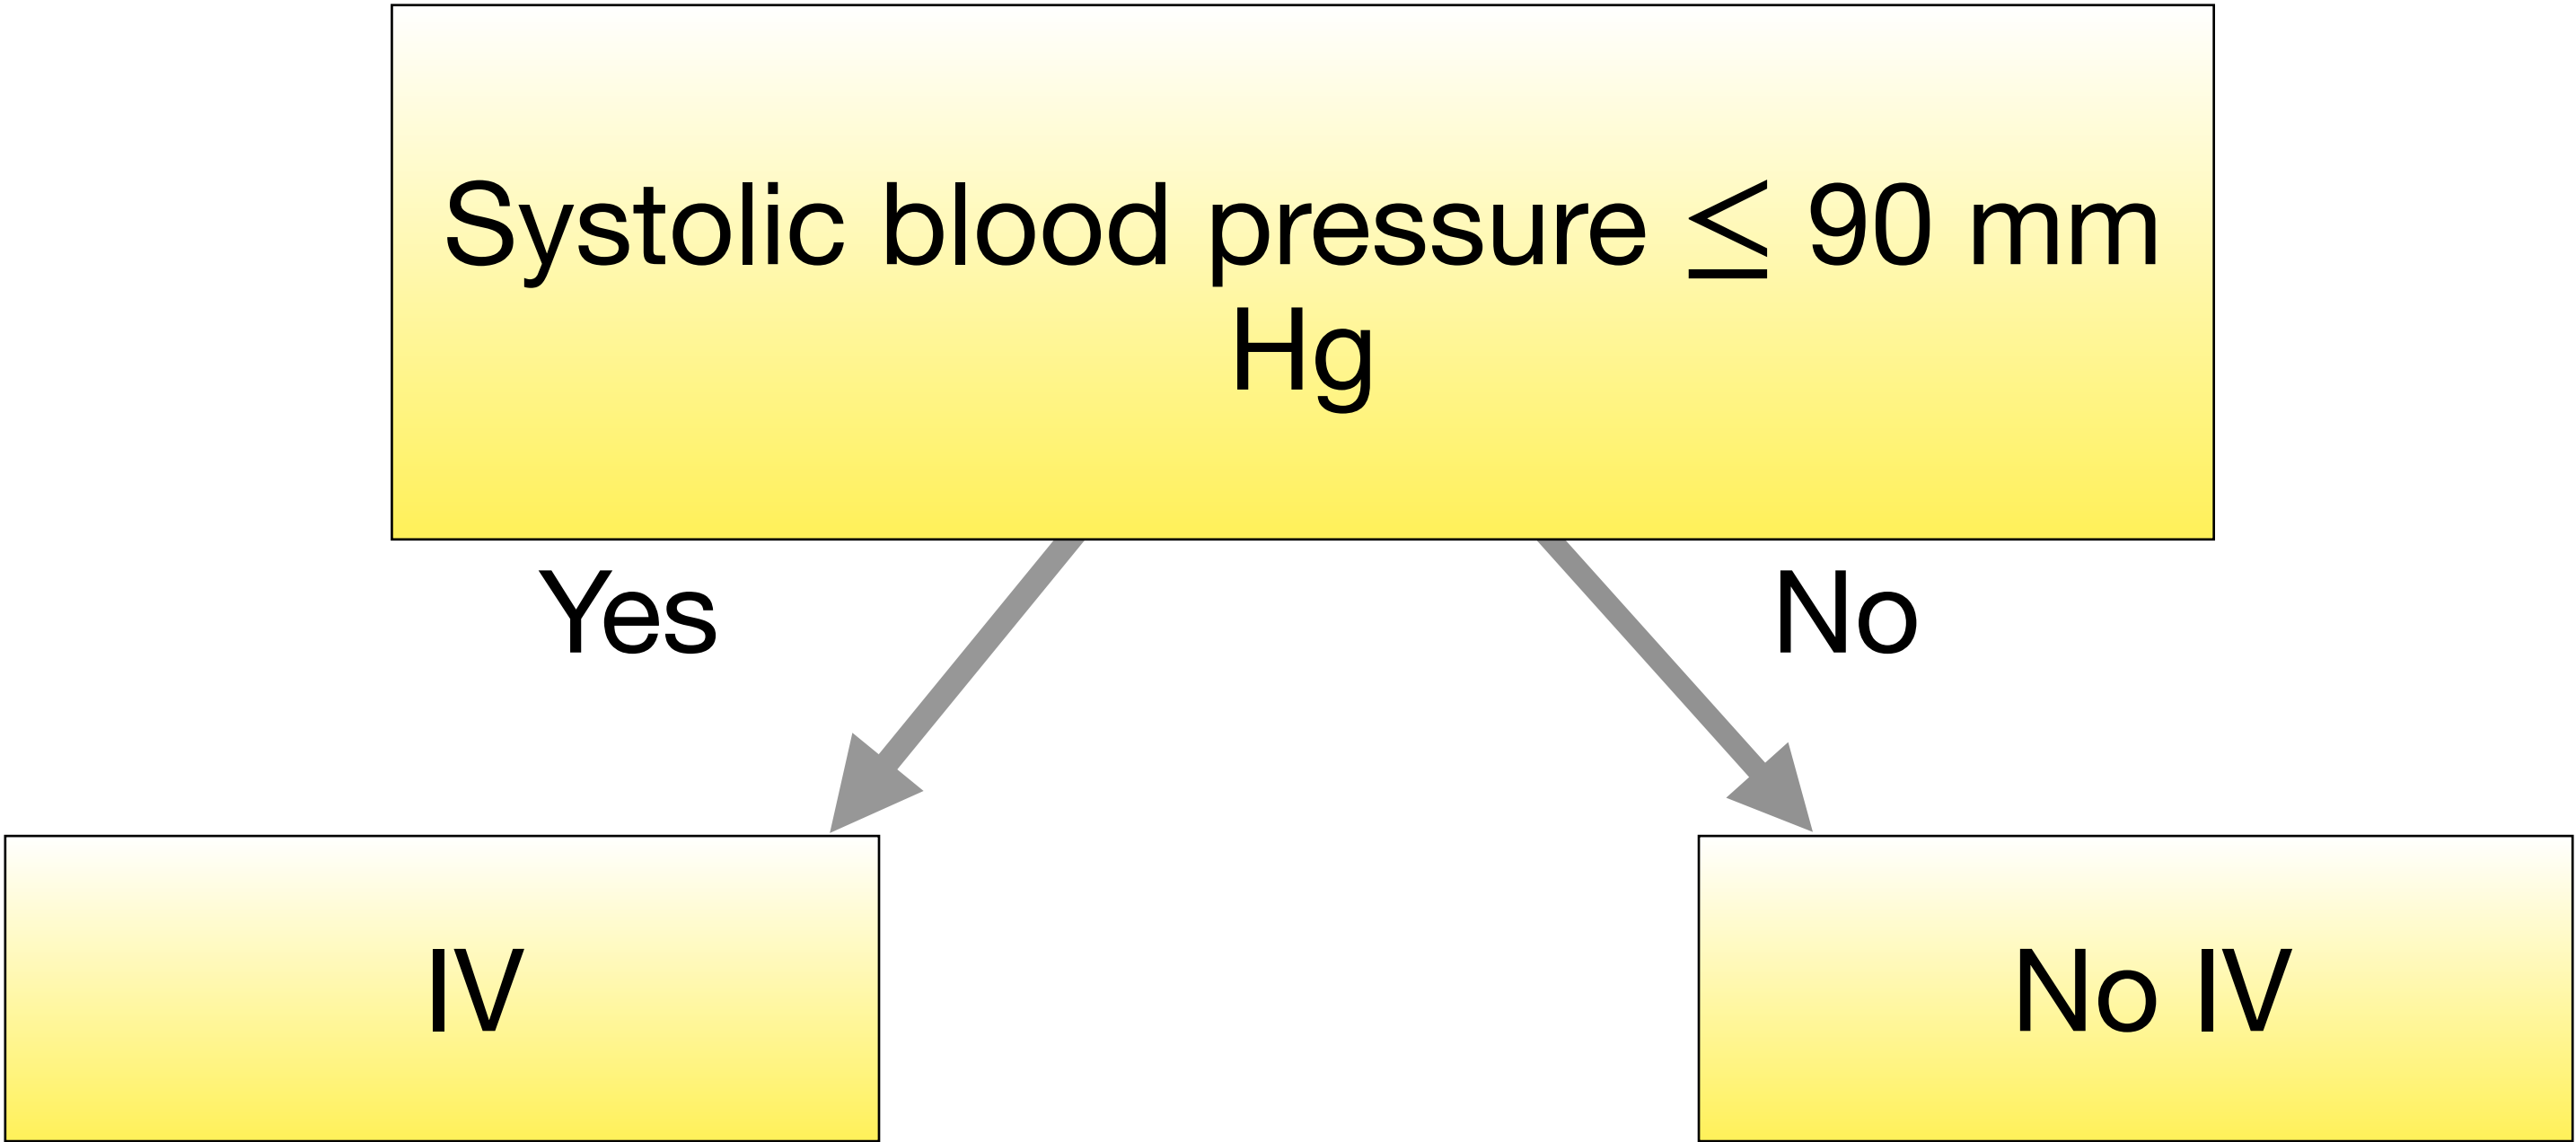 Systolic blood pressure ≤ 90 mm
Hg
Yes
No
IV
No IV